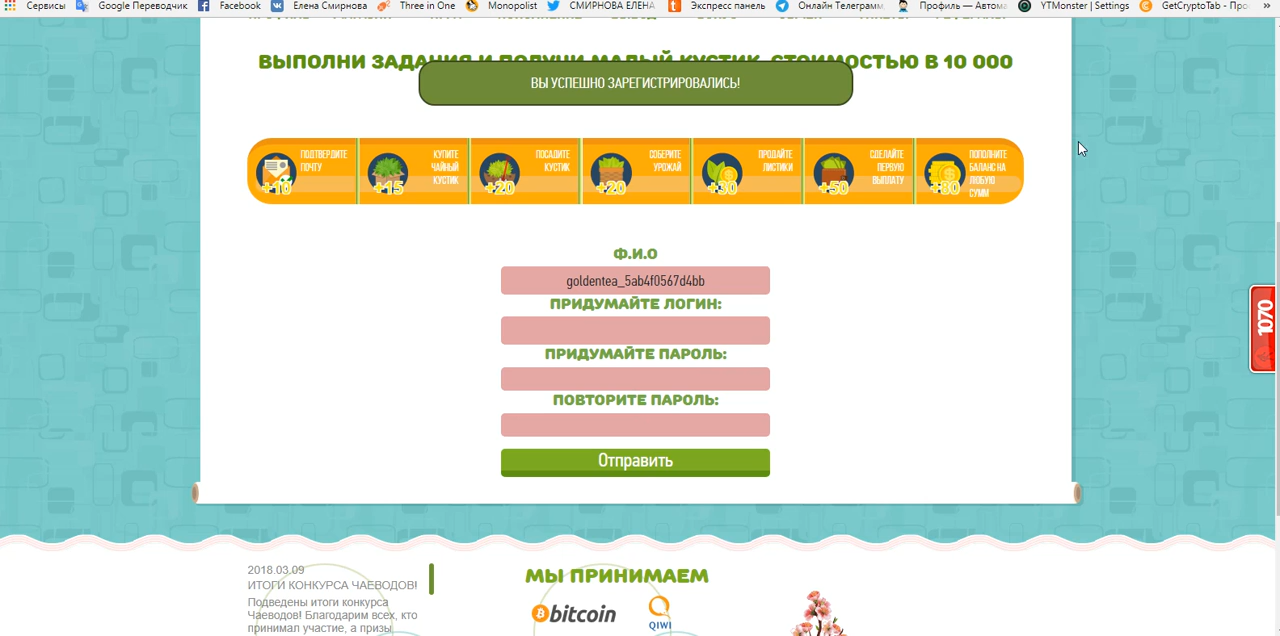 Сервисы Google Переводчик Facebook Елена Смирнова Three in One Monopolist СМИРНОВА ЕЛЕНА Экспресс панель Онлайн Телеграмм Профиль — Автома YTMonster | Settings GetCryptoTab - Про »
ВЫПОЛНИ ЗАДАНИЯ И ПОЛУЧИ МАЛЫЙ КУСТИК, СТОИМОСТЬЮ В 10 000
ВЫ УСПЕШНО ЗАРЕГИСТРИРОВАЛИСЬ!
ПОДТВЕРДИТЕ
ПОЧТУ
+10
КУПИТЕ
ЧАЙНЫЙ
КУСТИК
+15
ПОСАДИТЕ
КУСТИК
+20
СОБЕРИТЕ
УРОЖАЙ
+20
ПРОДАЙТЕ
ЛИСТИКИ
+30
СДЕЛАЙТЕ
ПЕРВУЮ
ВЫПЛАТУ
+50
ПОПОЛНИТЕ
БАЛАНС НА
ЛЮБУЮ
СУММ
+80
Ф.И.О
goldentea_5ab4f0567d4bb
ПРИДУМАЙТЕ ЛОГИН:
ПРИДУМАЙТЕ ПАРОЛЬ:
ПОВТОРИТЕ ПАРОЛЬ:
Отправить
1070
2018.03.09
ИТОГИ КОНКУРСА ЧАЕВОДОВ!
Подведены итоги конкурса
Чаеводов! Благодарим всех, кто
принимал участие, а призы
МЫ ПРИНИМАЕМ
bitcoin
QIWI